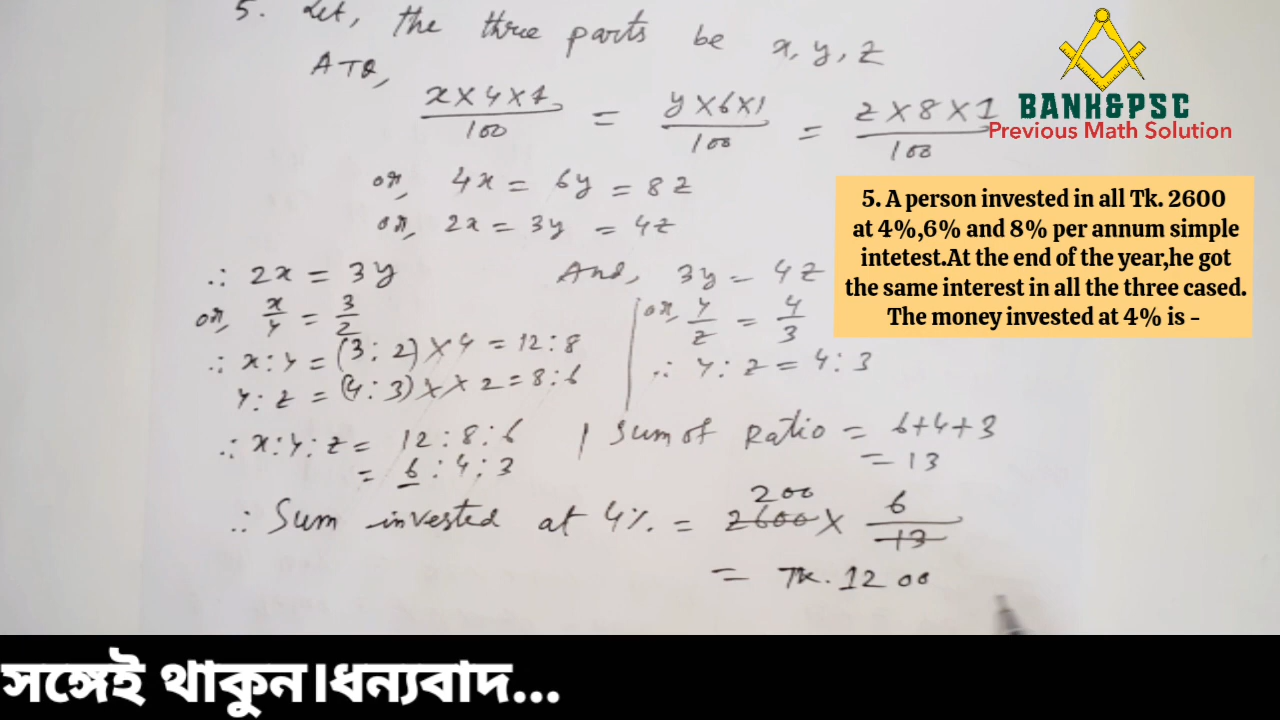 5. Let, the three parts be x, y, z
ATQ,
x×4×1/100 = y×6×1/100 = z×8×1/100
or, 4x = 6y = 8z
or, 2x = 3y = 4z
∴ 2x = 3y
or, x/y = 3/2
∴ x:y = (3:2)×4 = 12:8
y:z = (4:3)××2 = 8:6
And, 3y = 4z
or, y/z = 4/3
∴ y:z = 4:3
∴ x:y:z = 12:8:6
= 6:4:3
Sum of Ratio = 6+4+3
= 13
∴ Sum invested at 4% = 2600 × 6/13
200
= Tk. 1200
BANK&PSC
Previous Math Solution
5. A person invested in all Tk. 2600
at 4%,6% and 8% per annum simple
intetest.At the end of the year,he got
the same interest in all the three cased.
The money invested at 4% is -
সঙ্গেই থাকুন।ধন্যবাদ...